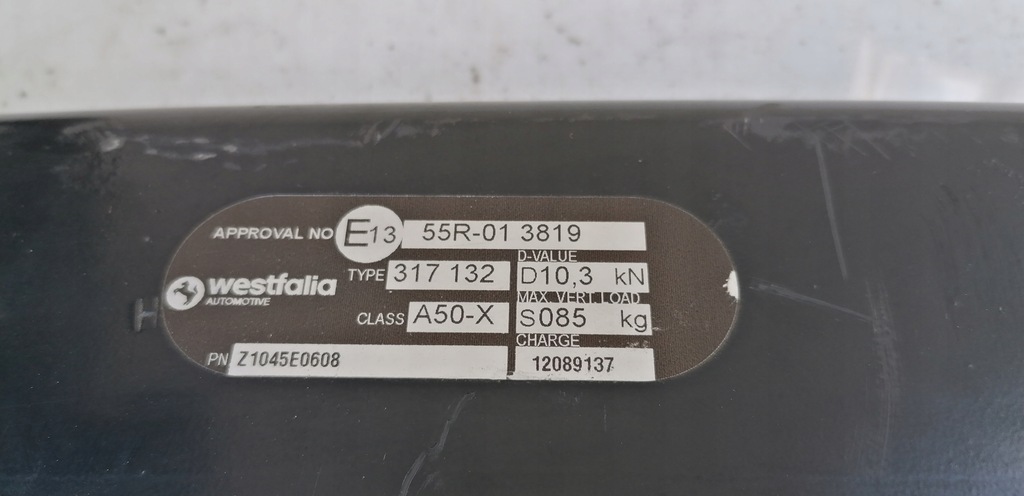 APPROVAL NO E13 55R-01 3819
D-VALUE
TYPE 317 132 D10,3 kN
westfalia
AUTOMOTIVE
MAX. VERT. LOAD
CLASS A50-X S085 kg
CHARGE
PN Z1045E0608 12089137
H